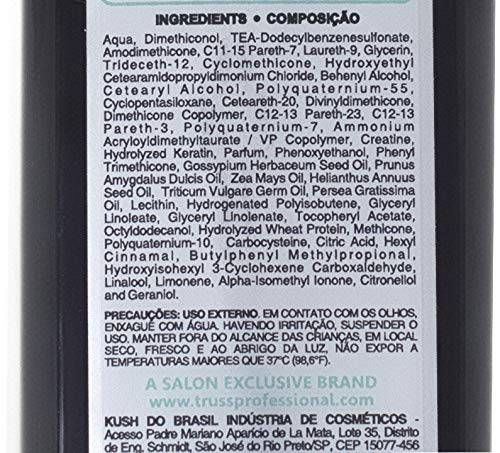 INGREDIENTS • COMPOSIÇÃO
Aqua, Dimethiconol, TEA-Dodecylbenzenesulfonate,
Amodimethicone, C11-15 Pareth-7, Laureth-9, Glycerin,
Trideceth-12, Cyclomethicone, Hydroxyethyl
Cetearamidopropyldimonium Chloride, Behenyl Alcohol,
Cetearyl Alcohol, Polyquaternium-55,
Cyclopentasiloxane, Ceteareth-20, Divinyldimethicone,
Dimethicone Copolymer, C12-13 Pareth-23, C12-13
Pareth-3, Polyquaternium-7, Ammonium
Acryloyldimethyltaurate / VP Copolymer, Creatine,
Hydrolyzed Keratin, Parfum, Phenoxyethanol, Phenyl
Trimethicone, Gossypium Herbaceum Seed Oil, Prunus
Amygdalus Dulcis Oil, Zea Mays Oil, Helianthus Annuus
Seed Oil, Triticum Vulgare Germ Oil, Persea Gratissima
Oil, Lecithin, Hydrogenated Polyisobutene, Glyceryl
Linoleate, Glyceryl Linolenate, Tocopheryl Acetate,
Octyldodecanol, Hydrolyzed Wheat Protein, Methicone,
Polyquaternium-10, Carbocysteine, Citric Acid, Hexyl
Cinnamal, Butylphenyl Methylpropional,
Hydroxyisohexyl 3-Cyclohexene Carboxaldehyde,
Linalool, Limonene, Alpha-Isomethyl Ionone, Citronellol
and Geraniol.
PRECAUÇÕES: USO EXTERNO. EM CONTATO COM OS OLHOS,
ENXAGUE COM ÁGUA. HAVENDO IRRITAÇÃO, SUSPENDER O
USO. MANTER FORA DO ALCANCE DAS CRIANÇAS, EM LOCAL
SECO, FRESCO E AO ABRIGO DA LUZ, NÃO EXPOR A
TEMPERATURAS MAIORES QUE 37°C (98,6°F).
A SALON EXCLUSIVE BRAND
www.trussprofessional.com
KUSH DO BRASIL INDÚSTRIA DE COSMÉTICOS -
Acesso Padre Mariano Aparício de La Mata, Lote 35, Distrito
de Eng. Schmidt, São José do Rio Preto/SP, CEP 15077-456